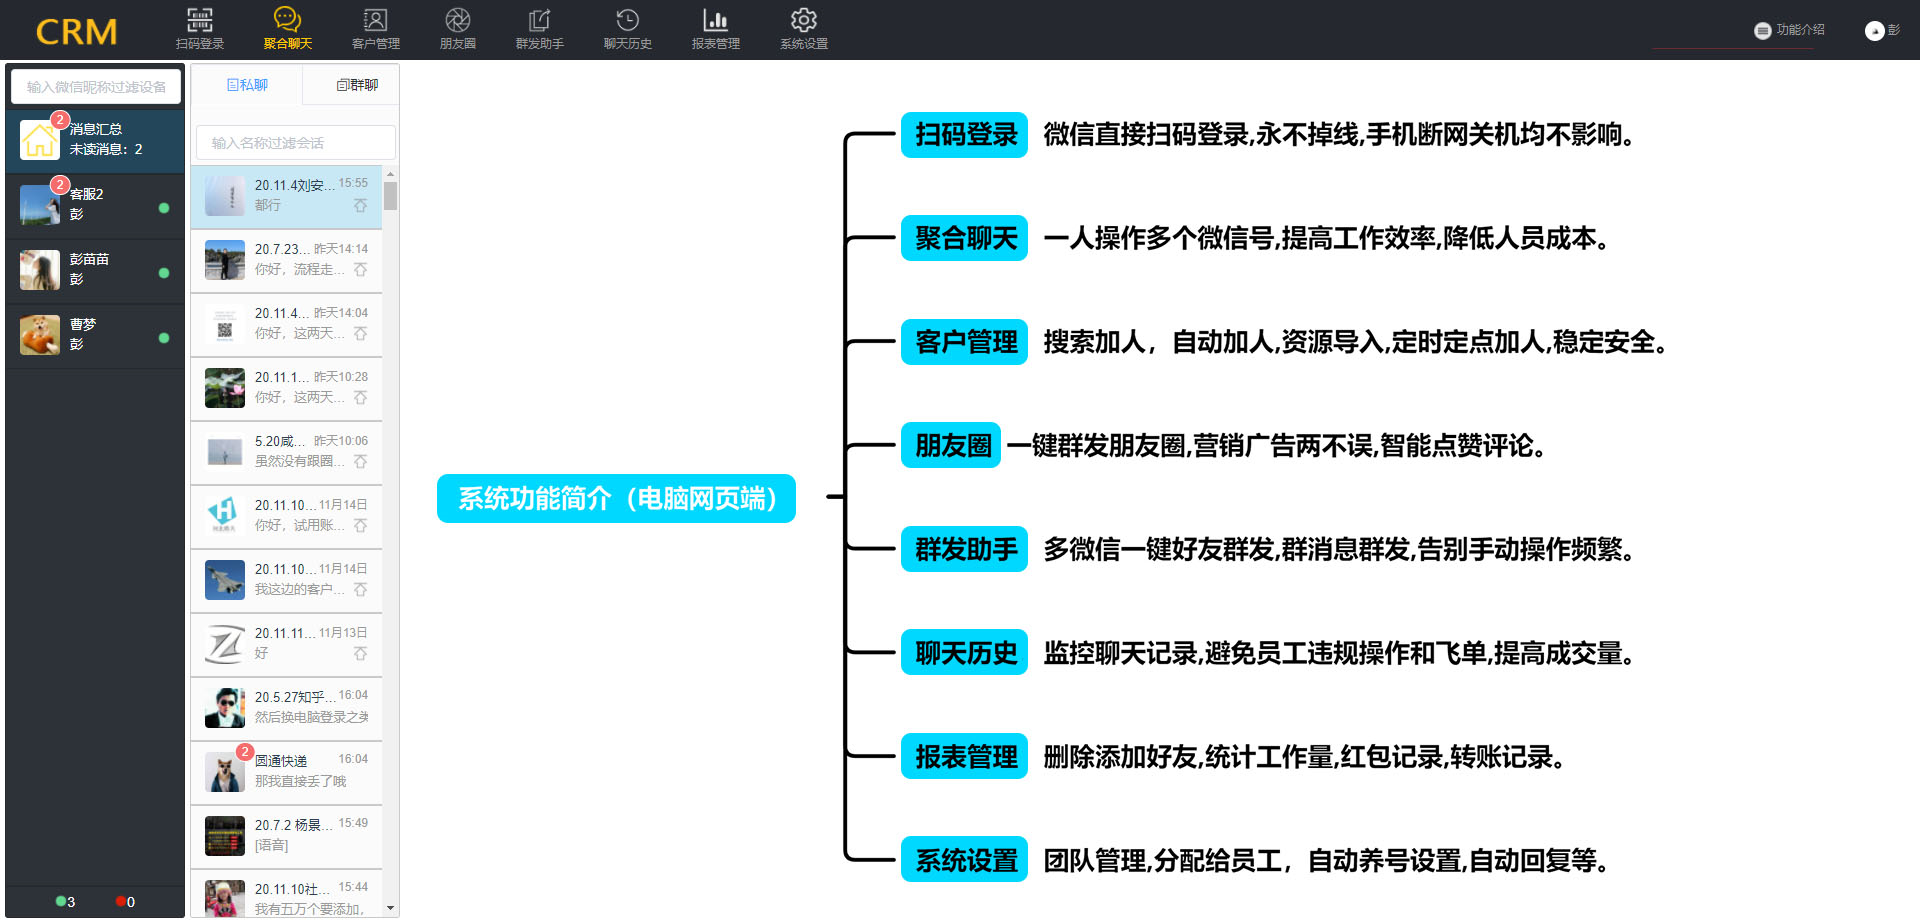 CRM
扫码登录
聚合聊天
客户管理
朋友圈
群发助手
聊天历史
报表管理
系统设置
功能介绍
彭
输入微信昵称过滤设备
2
消息汇总
未读消息：2
2
客服2
彭
彭苗苗
彭
曹梦
彭
3
0
私聊
群聊
输入名称过滤会话
20.11.4刘安... 15:55
都行
20.7.23... 昨天14:14
你好，流程走...
20.11.4... 昨天14:04
你好，这两天...
20.11.1... 昨天10:28
你好，这两天...
5.20咸... 昨天10:06
虽然没有跟圈...
20.11.10... 11月14日
你好，试用账...
20.11.10... 11月14日
我这边的客户...
20.11.11... 11月13日
好
20.5.27知乎... 16:04
然后换电脑登录之类
2
圆通快递 16:04
那我直接丢了哦
20.7.2 杨景... 15:49
[语音]
20.11.10社... 15:44
我有五万个要添加，
系统功能简介（电脑网页端）
扫码登录 微信直接扫码登录,永不掉线,手机断网关机均不影响。
聚合聊天 一人操作多个微信号,提高工作效率,降低人员成本。
客户管理 搜索加人，自动加人,资源导入,定时定点加人,稳定安全。
朋友圈 一键群发朋友圈,营销广告两不误,智能点赞评论。
群发助手 多微信一键好友群发,群消息群发,告别手动操作频繁。
聊天历史 监控聊天记录,避免员工违规操作和飞单,提高成交量。
报表管理 删除添加好友,统计工作量,红包记录,转账记录。
系统设置 团队管理,分配给员工，自动养号设置,自动回复等。